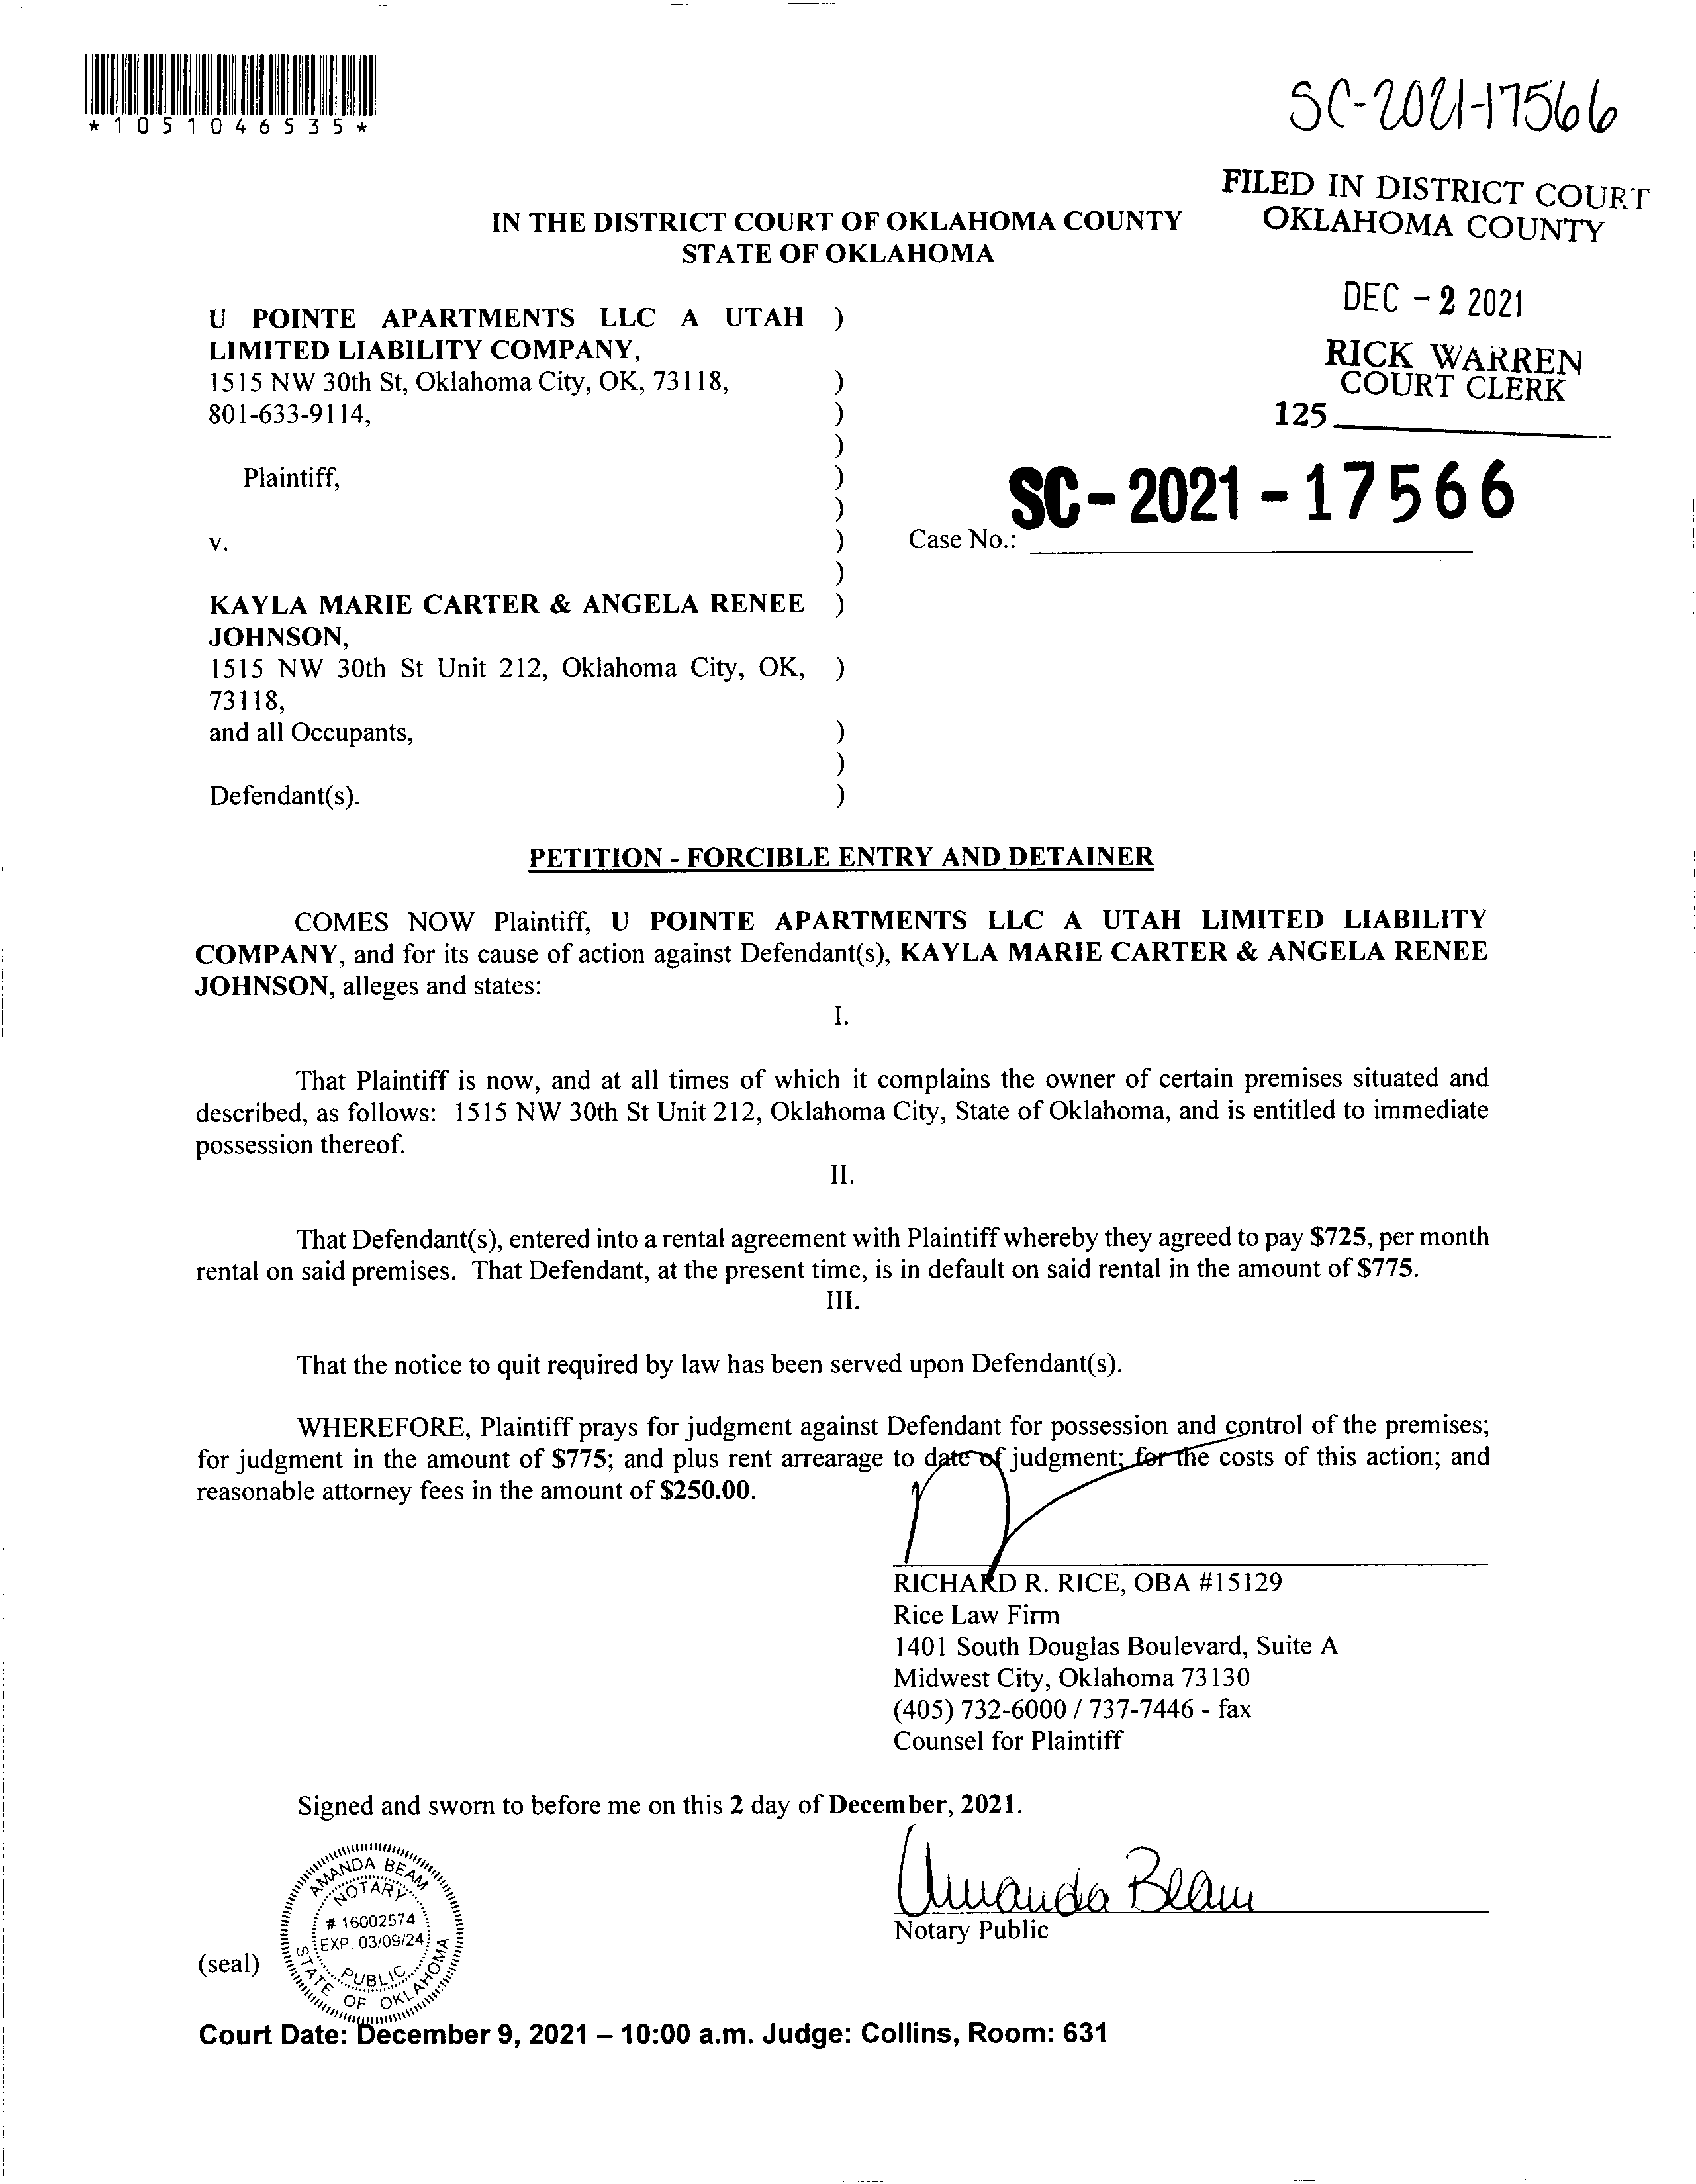 *1051046535*
SC-2021-17566
FILED IN DISTRICT COURT
OKLAHOMA COUNTY
IN THE DISTRICT COURT OF OKLAHOMA COUNTY
STATE OF OKLAHOMA
DEC - 2 2021
RICK WARREN
COURT CLERK
125
U POINTE APARTMENTS LLC A UTAH )
LIMITED LIABILITY COMPANY,
1515 NW 30th St, Oklahoma City, OK, 73118, )
801-633-9114, )
)
Plaintiff, )
)
v. )
SC-2021-17566
Case No.:
)
KAYLA MARIE CARTER & ANGELA RENEE )
JOHNSON,
1515 NW 30th St Unit 212, Oklahoma City, OK, )
73118,
and all Occupants, )
)
Defendant(s). )
PETITION - FORCIBLE ENTRY AND DETAINER
COMES NOW Plaintiff, U POINTE APARTMENTS LLC A UTAH LIMITED LIABILITY
COMPANY, and for its cause of action against Defendant(s), KAYLA MARIE CARTER & ANGELA RENEE
JOHNSON, alleges and states:
I.
That Plaintiff is now, and at all times of which it complains the owner of certain premises situated and
described, as follows: 1515 NW 30th St Unit 212, Oklahoma City, State of Oklahoma, and is entitled to immediate
possession thereof.
II.
That Defendant(s), entered into a rental agreement with Plaintiff whereby they agreed to pay $725, per month
rental on said premises. That Defendant, at the present time, is in default on said rental in the amount of $775.
III.
That the notice to quit required by law has been served upon Defendant(s).
WHEREFORE, Plaintiff prays for judgment against Defendant for possession and control of the premises;
for judgment in the amount of $775; and plus rent arrearage to date of judgment; for the costs of this action; and
reasonable attorney fees in the amount of $250.00.
RICHARD R. RICE, OBA #15129
Rice Law Firm
1401 South Douglas Boulevard, Suite A
Midwest City, Oklahoma 73130
(405) 732-6000 / 737-7446 - fax
Counsel for Plaintiff
Signed and sworn to before me on this 2 day of December, 2021.
Amanda Beam
Notary Public
AMANDA BEAM
NOTARY
# 16002574
EXP. 03/09/24
PUBLIC
STATE OF OKLAHOMA
(seal)
Court Date: December 9, 2021 – 10:00 a.m. Judge: Collins, Room: 631